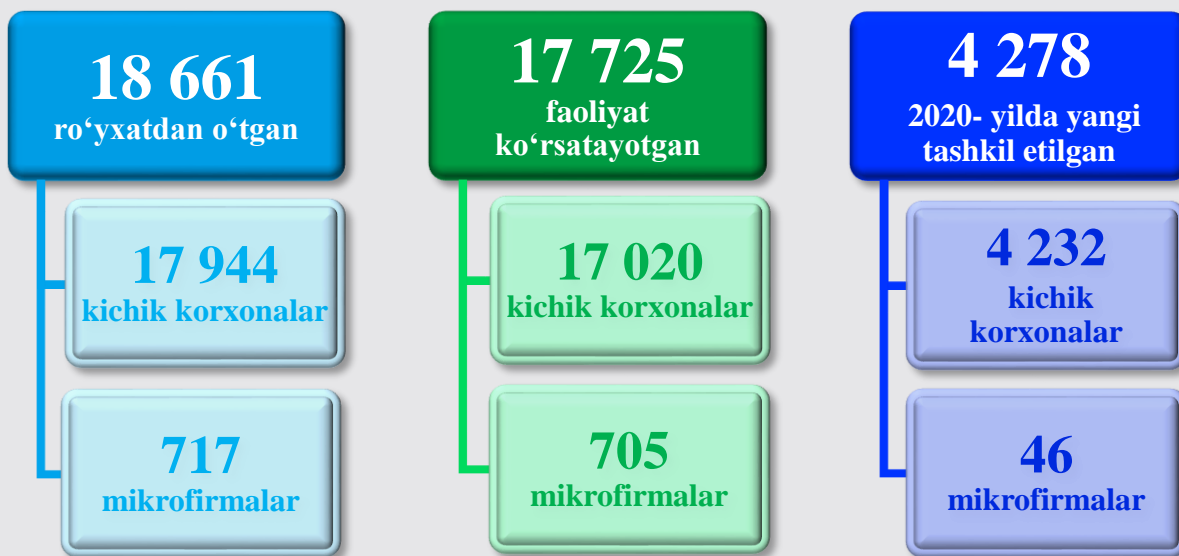 18 661
ro‘yxatdan o‘tgan
17 944
kichik korxonalar
717
mikrofirmalar
17 725
faoliyat
ko‘rsatayotgan
17 020
kichik korxonalar
705
mikrofirmalar
4 278
2020- yilda yangi
tashkil etilgan
4 232
kichik
korxonalar
46
mikrofirmalar